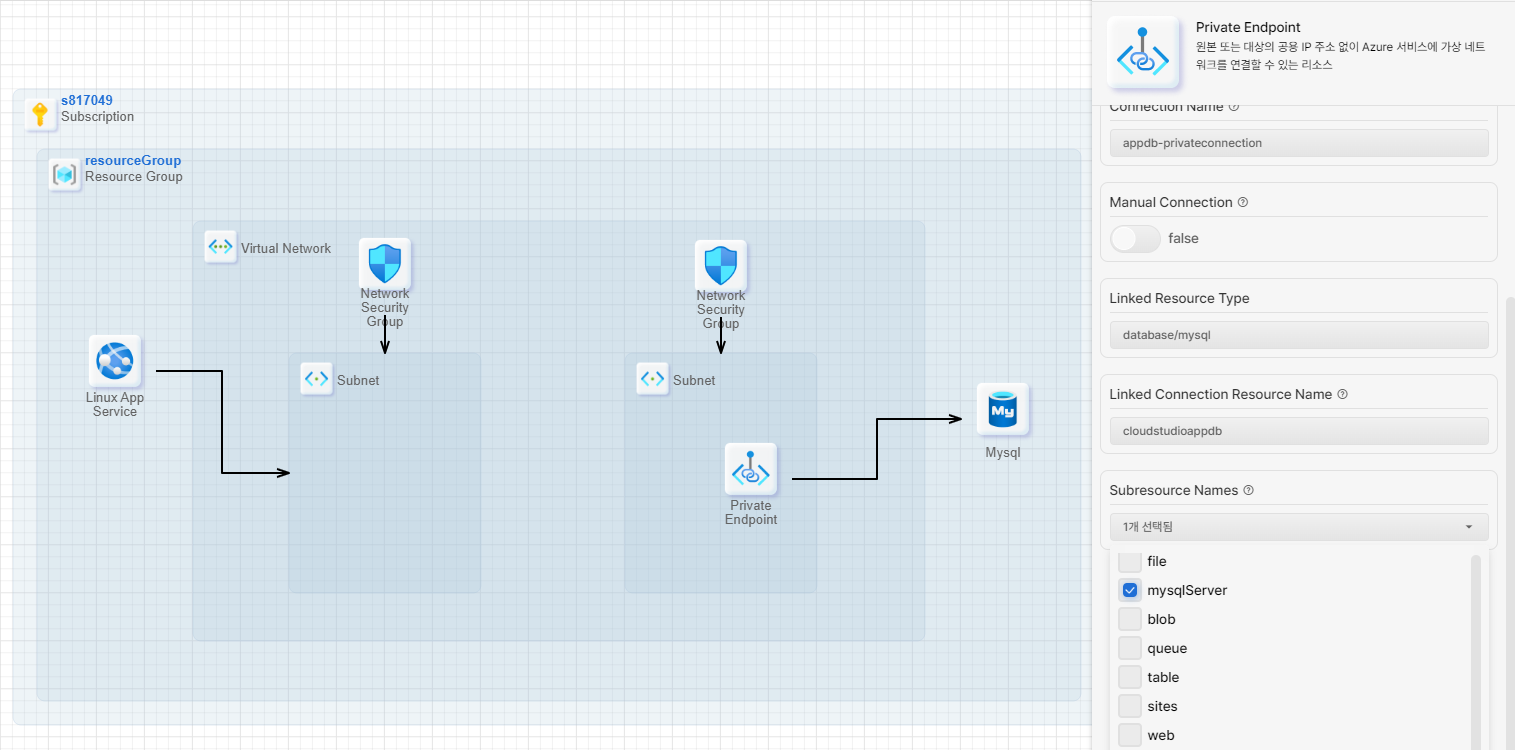 s817049
Subscription
resourceGroup
Resource Group
Virtual Network
Network
Security
Group
Network
Security
Group
Linux App
Service
Subnet
Subnet
My
Mysql
Private
Endpoint
Private Endpoint
원본 또는 대상의 공용 IP 주소 없이 Azure 서비스에 가상 네트
워크를 연결할 수 있는 리소스
Connection Name
appdb-privateconnection
Manual Connection
false
Linked Resource Type
database/mysql
Linked Connection Resource Name
cloudstudioappdb
Subresource Names
1개 선택됨
file
mysqlServer
blob
queue
table
sites
web